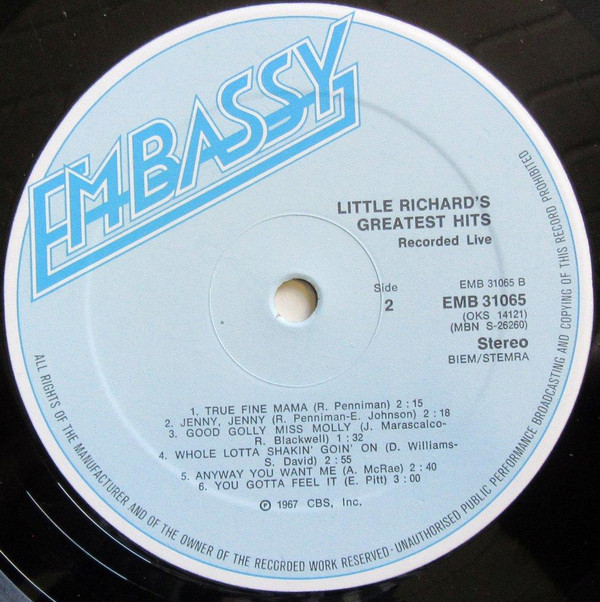 EMBASSY
LITTLE RICHARD'S
GREATEST HITS
Recorded Live
Side
2
EMB 31065 B
EMB 31065
(OKS 14121)
(MBN S-26260)
Stereo
BIEM/STEMRA
1. TRUE FINE MAMA (R. Penniman) 2:15
2. JENNY, JENNY (R. Penniman-E. Johnson) 2:18
3. GOOD GOLLY MISS MOLLY (J. Marascalco-
R. Blackwell) 1:32
4. WHOLE LOTTA SHAKIN' GOIN' ON (D. Williams-
S. David) 2:55
5. ANYWAY YOU WANT ME (A. McRae) 2:40
6. YOU GOTTA FEEL IT (E. Pitt) 3:00
℗ 1967 CBS, Inc.
ALL RIGHTS OF THE MANUFACTURER AND OF THE OWNER OF THE RECORDED WORK RESERVED - UNAUTHORISED PUBLIC PERFORMANCE BROADCASTING AND COPYING OF THIS RECORD PROHIBITED